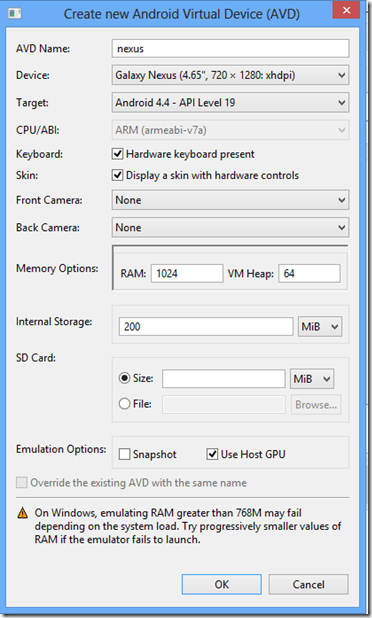 Create new Android Virtual Device (AVD)
AVD Name: nexus
Device: Galaxy Nexus (4.65", 720 × 1280: xhdpi)
Target: Android 4.4 - API Level 19
CPU/ABI: ARM (armeabi-v7a)
Keyboard: Hardware keyboard present
Skin: Display a skin with hardware controls
Front Camera: None
Back Camera: None
Memory Options: RAM: 1024 VM Heap: 64
Internal Storage: 200 MiB
SD Card:
Size: MiB
File: Browse...
Emulation Options: Snapshot Use Host GPU
Override the existing AVD with the same name
On Windows, emulating RAM greater than 768M may fail
depending on the system load. Try progressively smaller values
of RAM if the emulator fails to launch.
OK Cancel